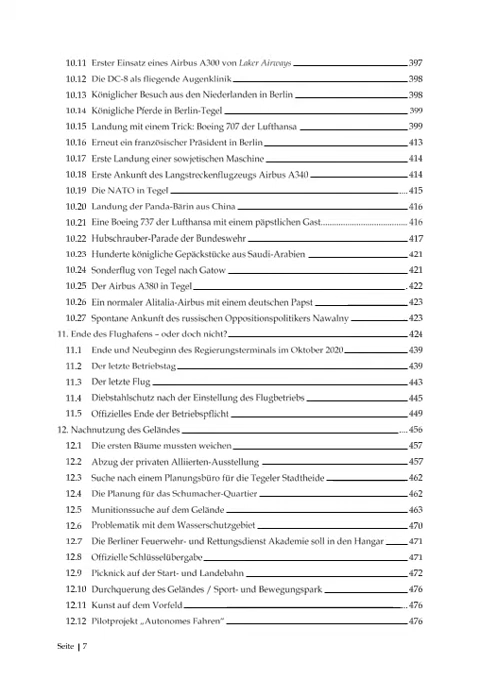 10.11 Erster Einsatz eines Airbus A300 von Laker Airways 397
10.12 Die DC-8 als fliegende Augenklinik 398
10.13 Königlicher Besuch aus den Niederlanden in Berlin 398
10.14 Königliche Pferde in Berlin-Tegel 399
10.15 Landung mit einem Trick: Boeing 707 der Lufthansa 399
10.16 Erneut ein französischer Präsident in Berlin 413
10.17 Erste Landung einer sowjetischen Maschine 414
10.18 Erste Ankunft des Langstreckenflugzeugs Airbus A340 414
10.19 Die NATO in Tegel 415
10.20 Landung der Panda-Bärin aus China 416
10.21 Eine Boeing 737 der Lufthansa mit einem päpstlichen Gast 416
10.22 Hubschrauber-Parade der Bundeswehr 417
10.23 Hunderte königliche Gepäckstücke aus Saudi-Arabien 421
10.24 Sonderflug von Tegel nach Gatow 421
10.25 Der Airbus A380 in Tegel 422
10.26 Ein normaler Alitalia-Airbus mit einem deutschen Papst 423
10.27 Spontane Ankunft des russischen Oppositionspolitikers Nawalny 423
11. Ende des Flughafens – oder doch nicht? 424
11.1 Ende und Neubeginn des Regierungsterminals im Oktober 2020 439
11.2 Der letzte Betriebstag 439
11.3 Der letzte Flug 443
11.4 Diebstahlschutz nach der Einstellung des Flugbetriebs 445
11.5 Offizielles Ende der Betriebspflicht 449
12. Nachnutzung des Geländes 456
12.1 Die ersten Bäume mussten weichen 457
12.2 Abzug der privaten Alliierten-Ausstellung 457
12.3 Suche nach einem Planungsbüro für die Tegeler Stadtheide 462
12.4 Die Planung für das Schumacher-Quartier 462
12.5 Munitionssuche auf dem Gelände 463
12.6 Problematik mit dem Wasserschutzgebiet 470
12.7 Die Berliner Feuerwehr- und Rettungsdienst Akademie soll in den Hangar 471
12.8 Offizielle Schlüsselübergabe 471
12.9 Picknick auf der Start- und Landebahn 472
12.10 Durchquerung des Geländes / Sport- und Bewegungspark 476
12.11 Kunst auf dem Vorfeld 476
12.12 Pilotprojekt „Autonomes Fahren“ 476
Seite | 7